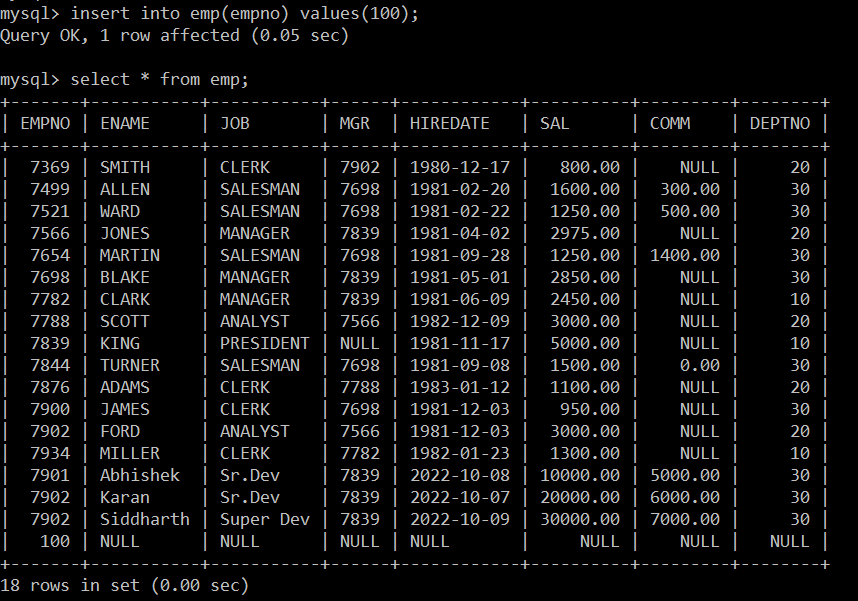 mysql> insert into emp(empno) values(100);
Query OK, 1 row affected (0.05 sec)
mysql> select * from emp;
+-------+-----------+-----------+------+------------+----------+---------+--------+
| EMPNO | ENAME     | JOB       | MGR  | HIREDATE   | SAL      | COMM    | DEPTNO |
+-------+-----------+-----------+------+------------+----------+---------+--------+
|  7369 | SMITH     | CLERK     | 7902 | 1980-12-17 |   800.00 |    NULL |     20 |
|  7499 | ALLEN     | SALESMAN  | 7698 | 1981-02-20 |  1600.00 |  300.00 |     30 |
|  7521 | WARD      | SALESMAN  | 7698 | 1981-02-22 |  1250.00 |  500.00 |     30 |
|  7566 | JONES     | MANAGER   | 7839 | 1981-04-02 |  2975.00 |    NULL |     20 |
|  7654 | MARTIN    | SALESMAN  | 7698 | 1981-09-28 |  1250.00 | 1400.00 |     30 |
|  7698 | BLAKE     | MANAGER   | 7839 | 1981-05-01 |  2850.00 |    NULL |     30 |
|  7782 | CLARK     | MANAGER   | 7839 | 1981-06-09 |  2450.00 |    NULL |     10 |
|  7788 | SCOTT     | ANALYST   | 7566 | 1982-12-09 |  3000.00 |    NULL |     20 |
|  7839 | KING      | PRESIDENT | NULL | 1981-11-17 |  5000.00 |    NULL |     10 |
|  7844 | TURNER    | SALESMAN  | 7698 | 1981-09-08 |  1500.00 |    0.00 |     30 |
|  7876 | ADAMS     | CLERK     | 7788 | 1983-01-12 |  1100.00 |    NULL |     20 |
|  7900 | JAMES     | CLERK     | 7698 | 1981-12-03 |   950.00 |    NULL |     30 |
|  7902 | FORD      | ANALYST   | 7566 | 1981-12-03 |  3000.00 |    NULL |     20 |
|  7934 | MILLER    | CLERK     | 7782 | 1982-01-23 |  1300.00 |    NULL |     10 |
|  7901 | Abhishek  | Sr.Dev    | 7839 | 2022-10-08 | 10000.00 | 5000.00 |     30 |
|  7902 | Karan     | Sr.Dev    | 7839 | 2022-10-07 | 20000.00 | 6000.00 |     30 |
|  7902 | Siddharth | Super Dev | 7839 | 2022-10-09 | 30000.00 | 7000.00 |     30 |
|   100 | NULL      | NULL      | NULL | NULL       |     NULL |    NULL |   NULL |
+-------+-----------+-----------+------+------------+----------+---------+--------+
18 rows in set (0.00 sec)